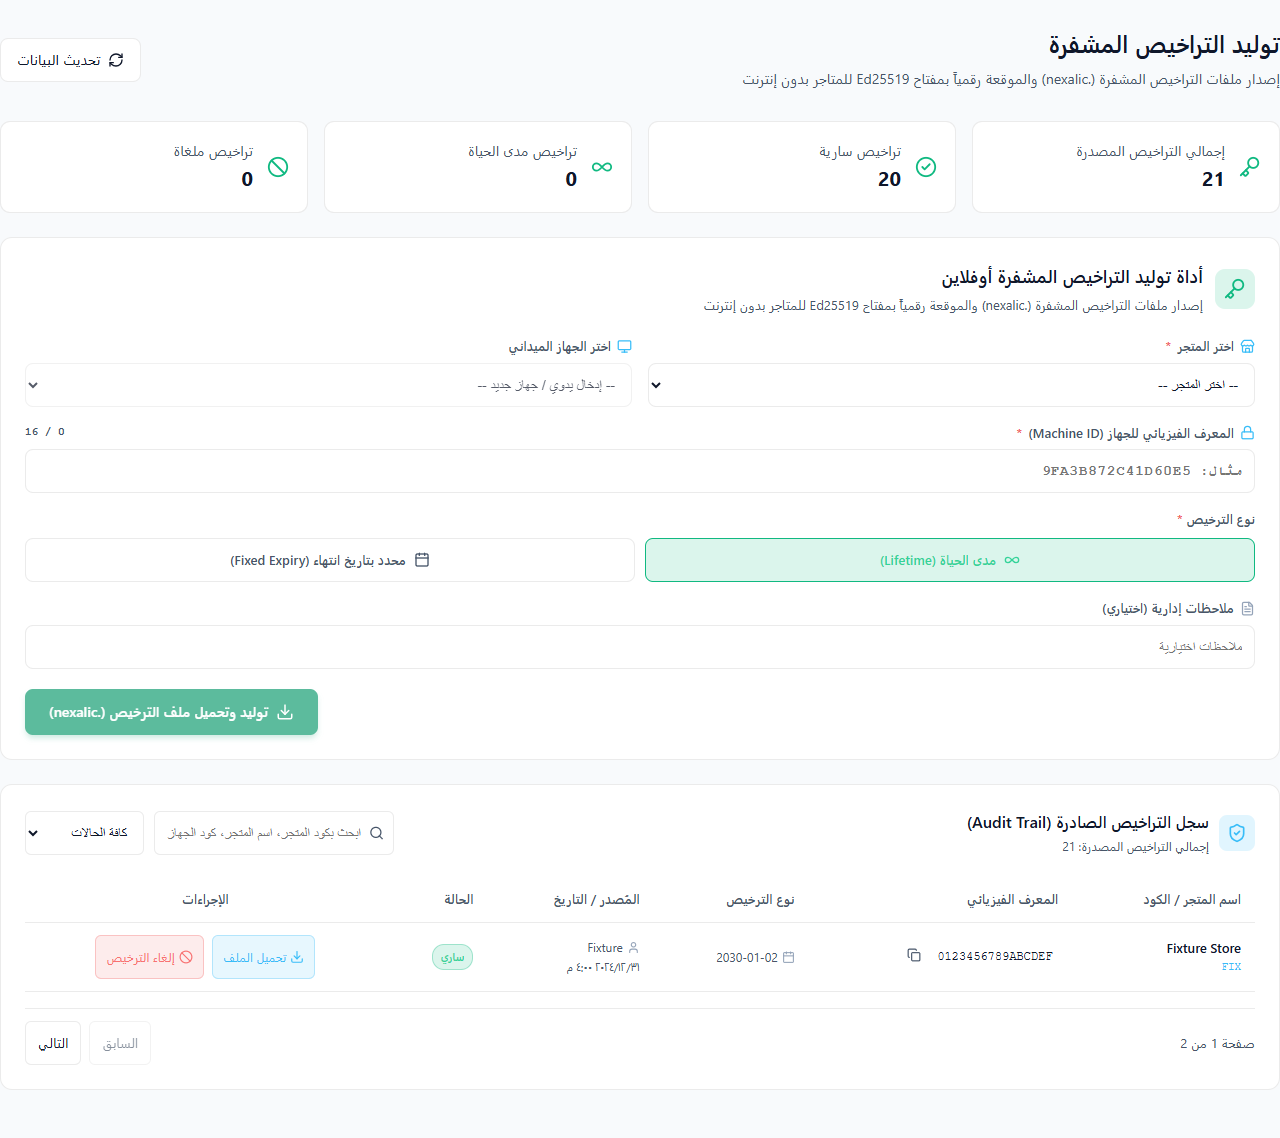 توليد التراخيص المشفرة
إصدار ملفات التراخيص المشفرة (.nexalic) والموقعة رقمياً بمفتاح Ed25519 للمتاجر بدون إنترنت
تحديث البيانات
إجمالي التراخيص المصدرة
21
تراخيص سارية
20
تراخيص مدى الحياة
0
تراخيص ملغاة
0
أداة توليد التراخيص المشفرة أوفلاين
إصدار ملفات التراخيص المشفرة (.nexalic) والموقعة رقمياً بمفتاح Ed25519 للمتاجر بدون إنترنت
اختر المتجر *
-- اختر المتجر --
اختر الجهاز الميداني
-- إدخال يدوي / جهاز جديد --
المعرف الفيزيائي للجهاز (Machine ID) *
16 / 0
مثال: 9FA3B872C41D60E5
نوع الترخيص *
مدى الحياة (Lifetime)
محدد بتاريخ انتهاء (Fixed Expiry)
ملاحظات إدارية (اختياري)
ملاحظات اختيارية
توليد وتحميل ملف الترخيص (.nexalic)
سجل التراخيص الصادرة (Audit Trail)
إجمالي التراخيص المصدرة: 21
ابحث بكود المتجر، اسم المتجر، كود الجهاز
كافة الحالات
اسم المتجر / الكود
المعرف الفيزيائي
نوع الترخيص
المُصدر / التاريخ
الحالة
الإجراءات
Fixture Store
FIX
0123456789ABCDEF
2030-01-02
Fixture
٣١‏/١٢‏/٢٠٢٤ ٤:٠٠ م
ساري
تحميل الملف
إلغاء الترخيص
صفحة 1 من 2
السابق
التالي